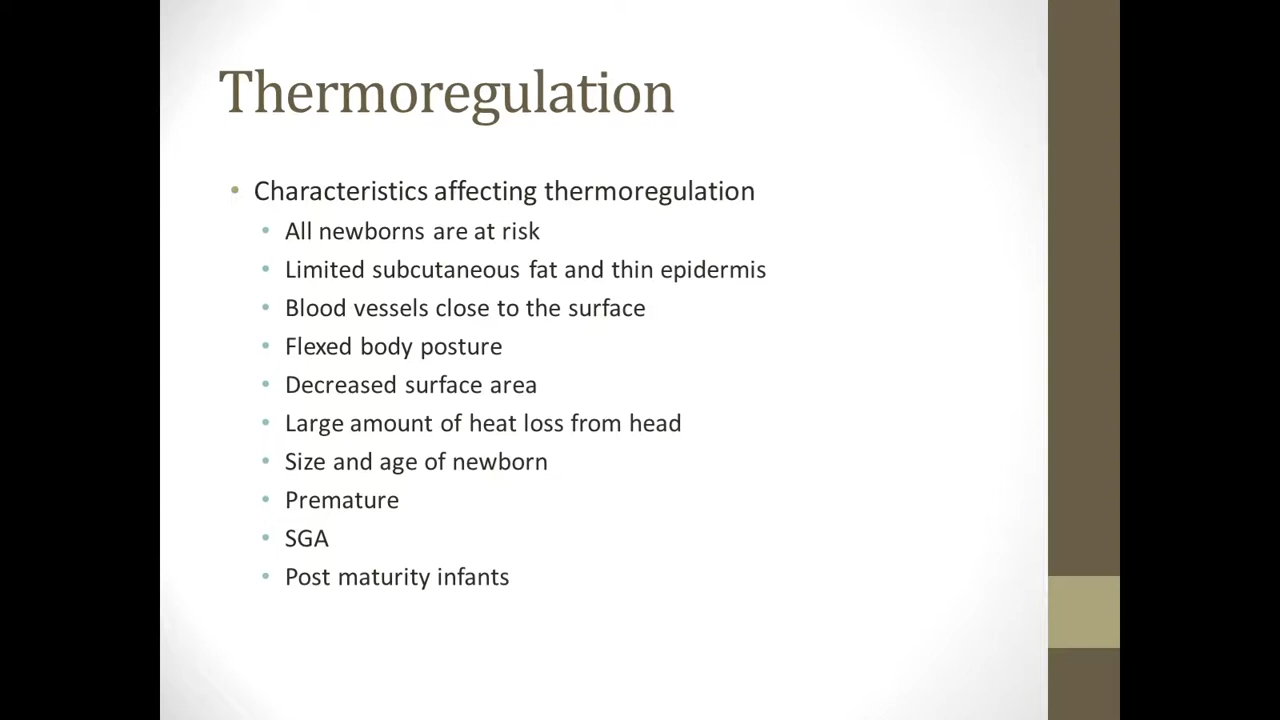 Thermoregulation
• Characteristics affecting thermoregulation
• All newborns are at risk
• Limited subcutaneous fat and thin epidermis
• Blood vessels close to the surface
• Flexed body posture
• Decreased surface area
• Large amount of heat loss from head
• Size and age of newborn
• Premature
• SGA
• Post maturity infants